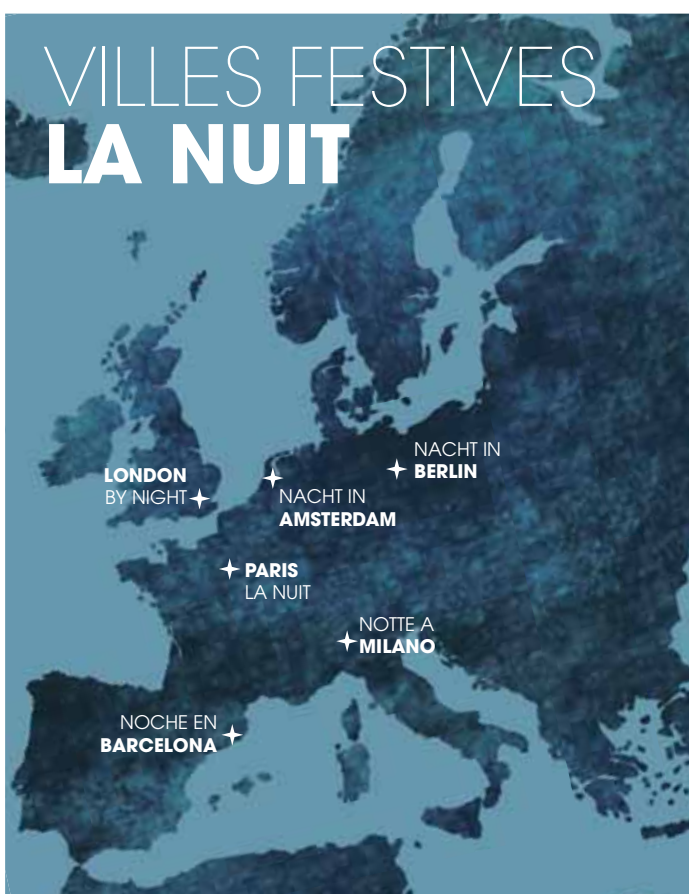 VILLES FESTIVES
LA NUIT
NACHT IN
BERLIN
LONDON
BY NIGHT
NACHT IN
AMSTERDAM
PARIS
LA NUIT
NOTTE A
MILANO
NOCHE EN
BARCELONA